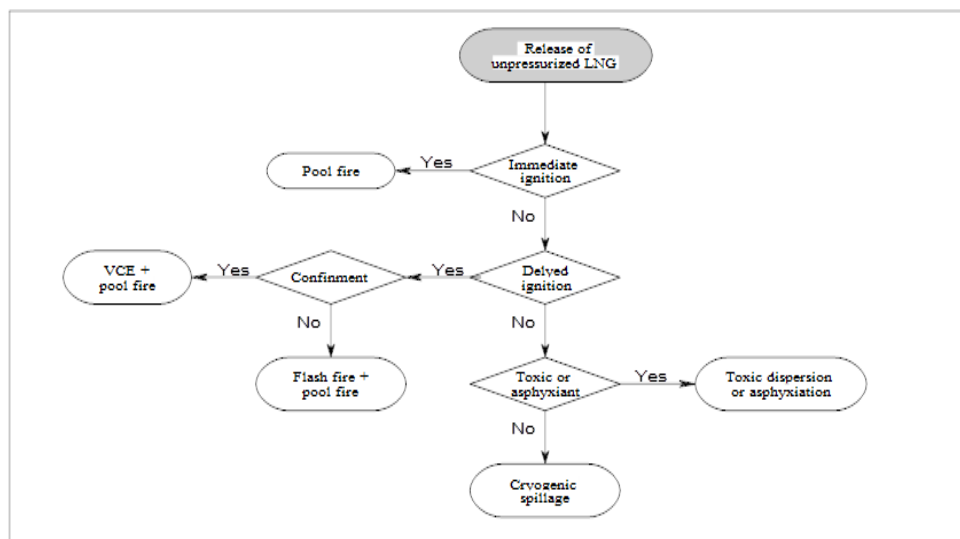 Release of
unpressurized LNG
Immediate
ignition
Yes
Pool fire
No
Delyed
ignition
Yes
Confinment
Yes
VCE +
pool fire
No
Flash fire +
pool fire
No
Toxic or
asphyxiant
Yes
Toxic dispersion
or asphyxiation
No
Cryogenic
spillage